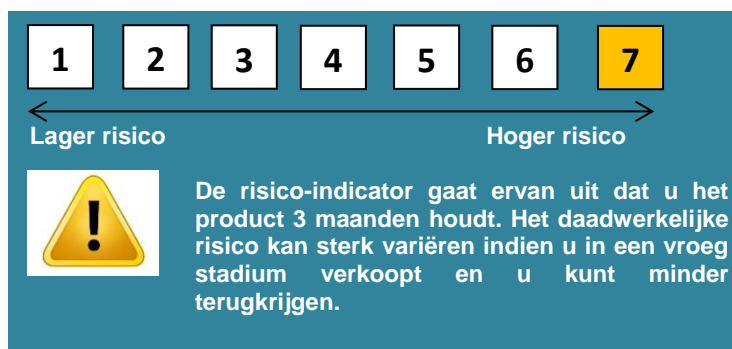 1 2 3 4 5 6 7
Lager risico Hoger risico
De risico-indicator gaat ervan uit dat u het
product 3 maanden houdt. Het daadwerkelijke
risico kan sterk variëren indien u in een vroeg
stadium verkoopt en u kunt minder
terugkrijgen.